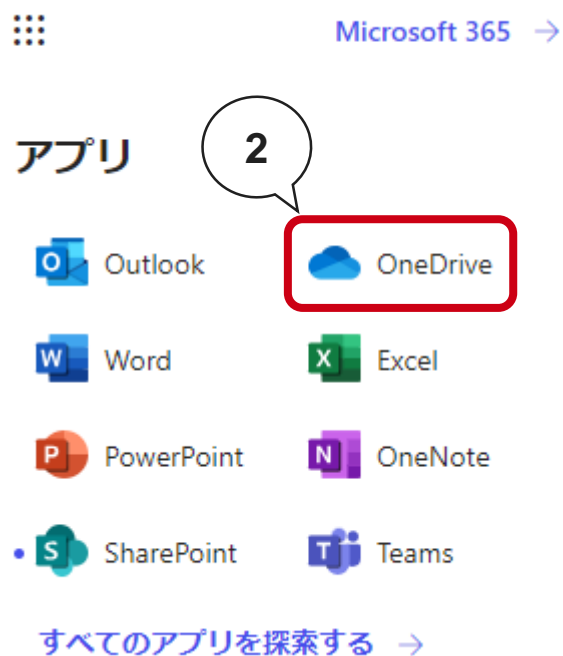 Microsoft 365 →
アプリ
2
Outlook
OneDrive
Word
Excel
PowerPoint
OneNote
SharePoint
Teams
すべてのアプリを探索する →